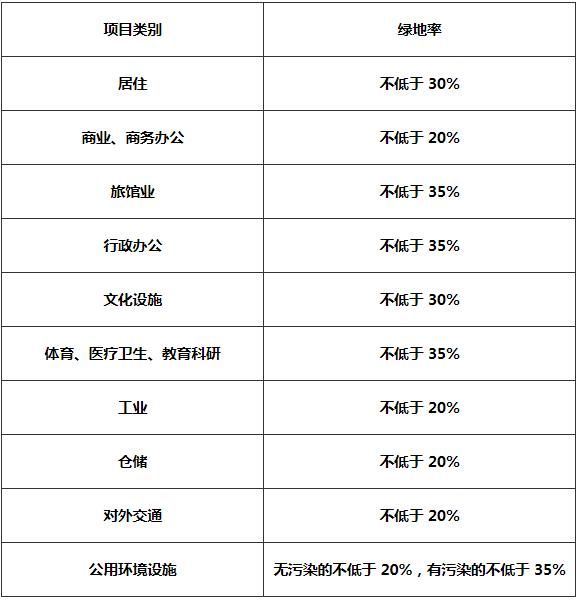 项目类别 绿地率
居住 不低于 30%
商业、商务办公 不低于 20%
旅馆业 不低于 35%
行政办公 不低于 35%
文化设施 不低于 30%
体育、医疗卫生、教育科研 不低于 35%
工业 不低于 20%
仓储 不低于 20%
对外交通 不低于 20%
公用环境设施 无污染的不低于 20%，有污染的不低于 35%